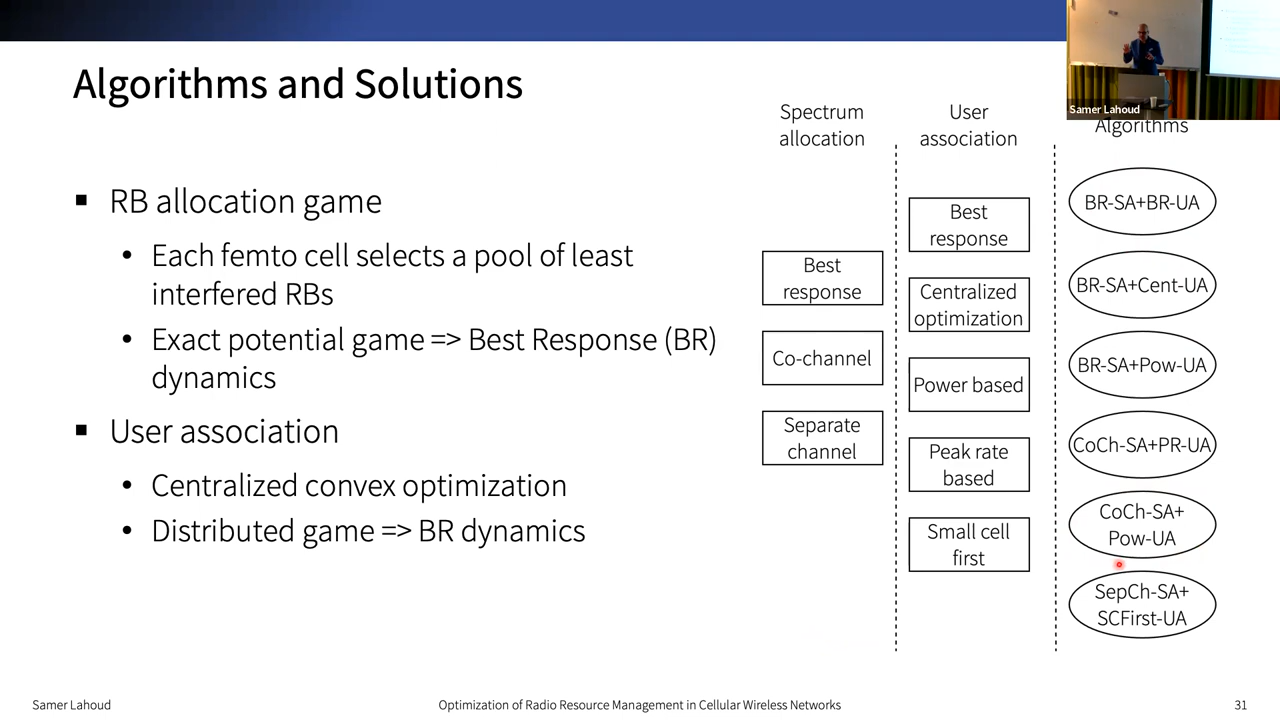 Algorithms and Solutions
Samer Lahoud
Spectrum
allocation
User
association
Algorithms
RB allocation game
Each femto cell selects a pool of least
interfered RBs
Exact potential game => Best Response (BR)
dynamics
User association
Centralized convex optimization
Distributed game => BR dynamics
Best
response
Co-channel
Separate
channel
Best
response
Centralized
optimization
Power based
Peak rate
based
Small cell
first
BR-SA+BR-UA
BR-SA+Cent-UA
BR-SA+Pow-UA
CoCh-SA+PR-UA
CoCh-SA+
Pow-UA
SepCh-SA+
SCFirst-UA
Samer Lahoud
Optimization of Radio Resource Management in Cellular Wireless Networks
31